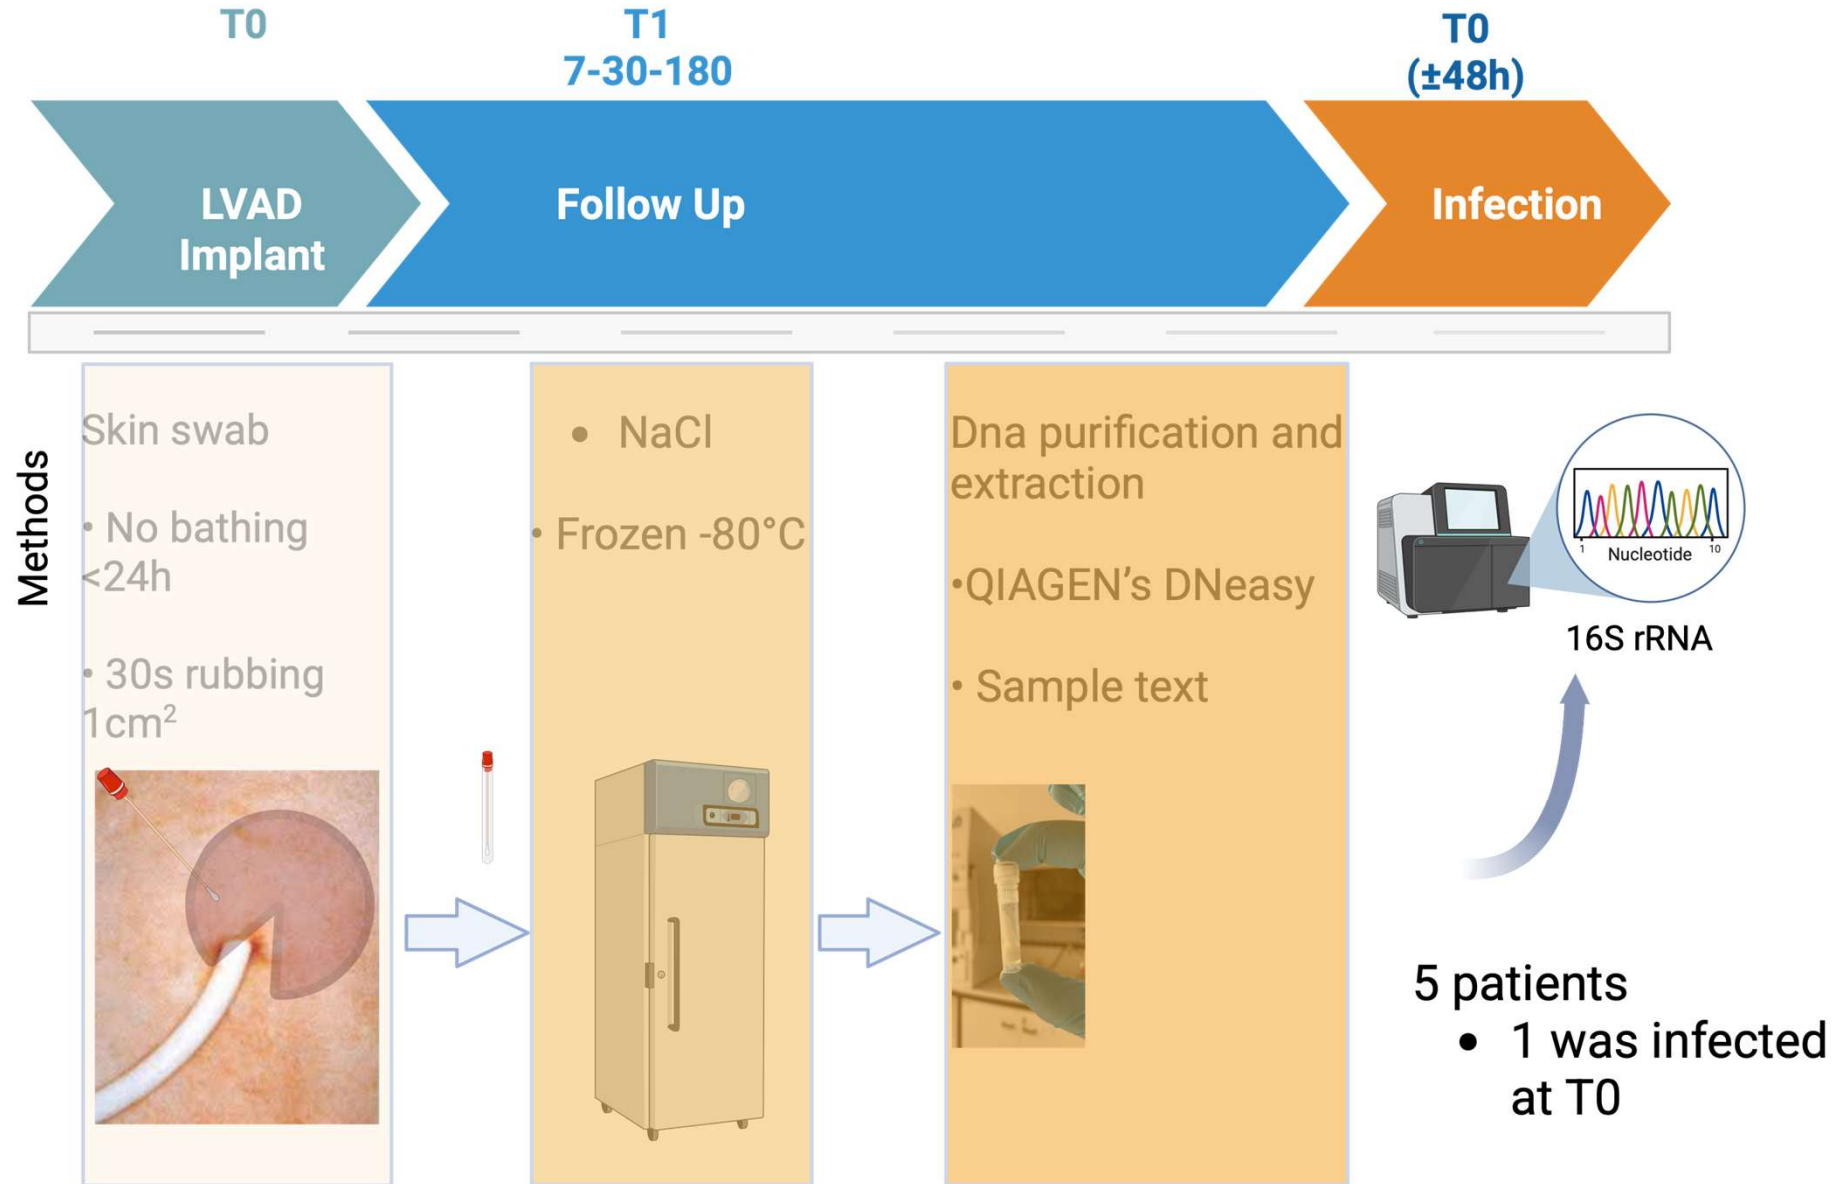 T0
T1
7-30-180
T0
(±48h)
LVAD
Implant
Follow Up
Infection
Methods
Skin swab
• No bathing
<24h
• 30s rubbing
1cm²
• NaCl
• Frozen -80°C
Dna purification and
extraction
•QIAGEN’s DNeasy
• Sample text
1
Nucleotide
10
16S rRNA
5 patients
• 1 was infected
at T0